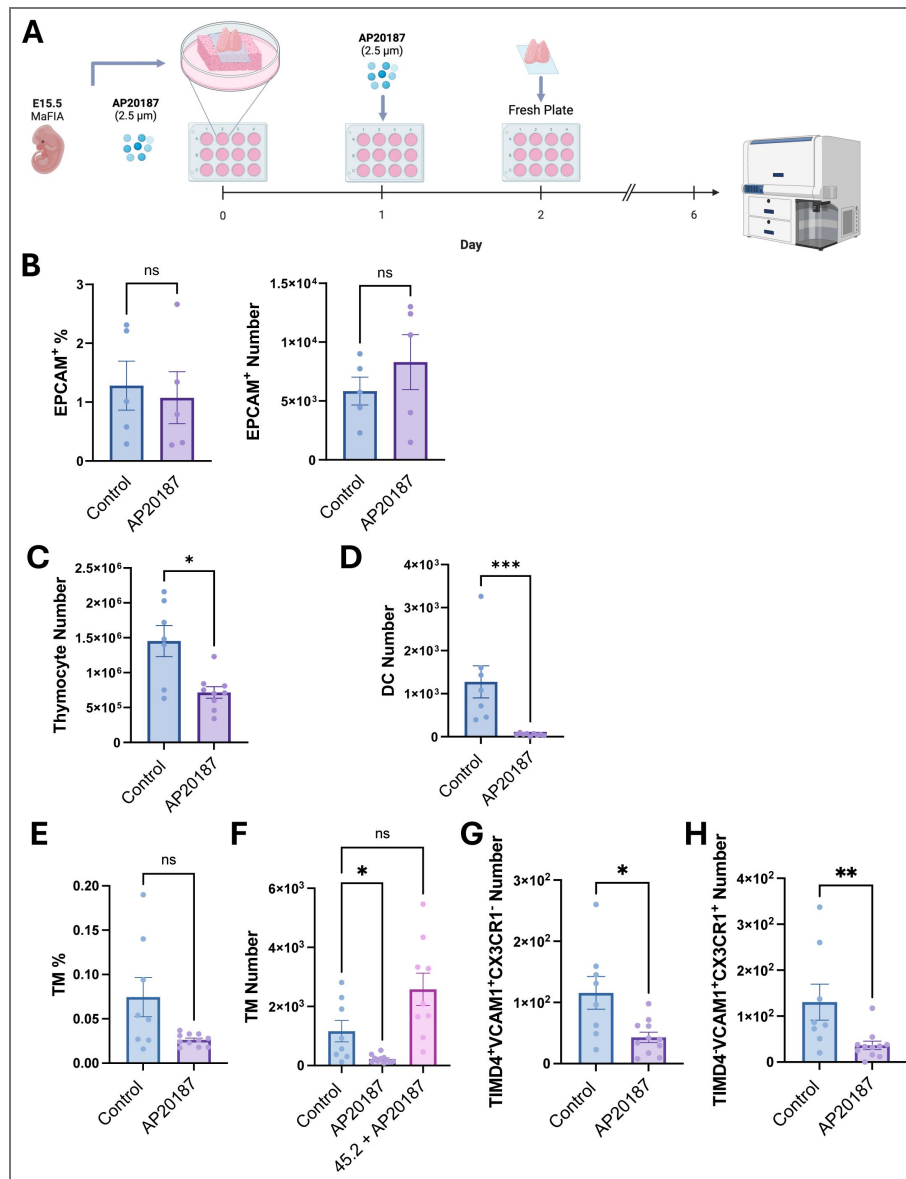 A
E15.5
MaFIA
AP20187
(2.5 µm)
AP20187
(2.5 µm)
Fresh Plate
0
1
2
6
Day
B
ns
EPCAM⁺ %
3
2
1
0
Control
AP20187
ns
EPCAM⁺ Number
1.5×10⁴
1×10⁴
5×10³
0
Control
AP20187
C
*
Thymocyte Number
2.5×10⁶
2×10⁶
1.5×10⁶
1×10⁶
5×10⁵
0
Control
AP20187
D
***
DC Number
4×10³
3×10³
2×10³
1×10³
0
Control
AP20187
E
ns
TM %
0.20
0.15
0.10
0.05
0.00
Control
AP20187
F
ns
*
TM Number
6×10³
4×10³
2×10³
0
Control
AP20187
45.2 + AP20187
G
*
TIMD4⁺VCAM1⁺CX3CR1⁻ Number
3×10²
2×10²
1×10²
0
Control
AP20187
H
**
TIMD4⁻VCAM1⁺CX3CR1⁺ Number
4×10²
3×10²
2×10²
1×10²
0
Control
AP20187